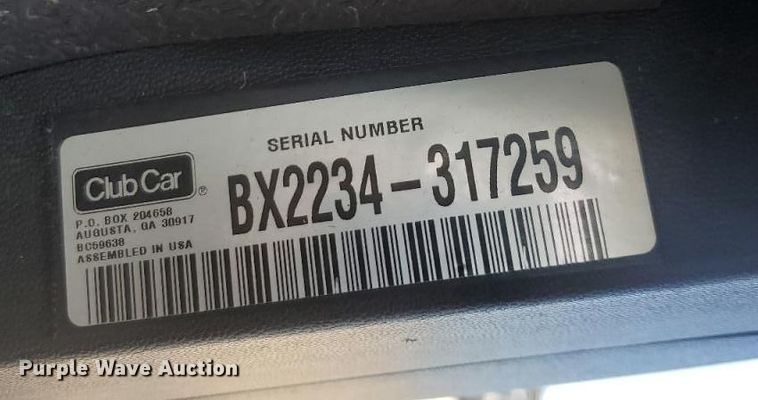 SERIAL NUMBER
Club Car ®
BX2234-317259
P.O. BOX 204658
AUGUSTA, GA 30917
BC59638
ASSEMBLED IN USA
Purple Wave Auction